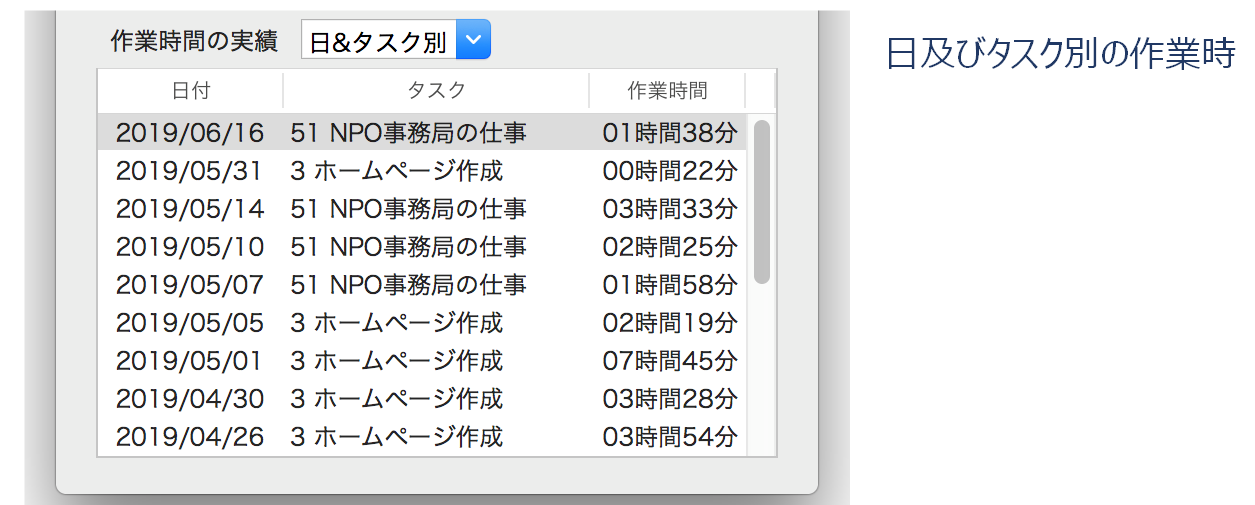 作業時間の実績 日&タスク別
日及びタスク別の作業時
日付 タスク 作業時間
2019/06/16 51 NPO事務局の仕事 01時間38分
2019/05/31 3 ホームページ作成 00時間22分
2019/05/14 51 NPO事務局の仕事 03時間33分
2019/05/10 51 NPO事務局の仕事 02時間25分
2019/05/07 51 NPO事務局の仕事 01時間58分
2019/05/05 3 ホームページ作成 02時間19分
2019/05/01 3 ホームページ作成 07時間45分
2019/04/30 3 ホームページ作成 03時間28分
2019/04/26 3 ホームページ作成 03時間54分